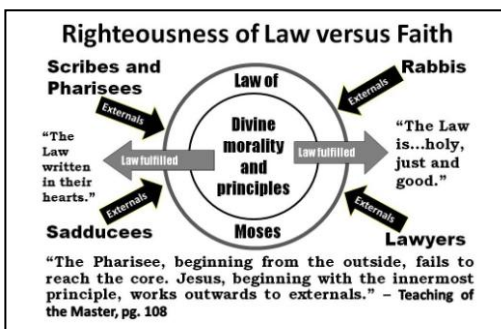 Righteousness of Law versus Faith
Scribes and
Pharisees
Rabbis
Externals
Externals
Law of
"The
Law
written
in their
hearts."
Law fulfilled
Divine
morality
and
principles
Law fulfilled
"The Law
is...holy,
just and
good."
Externals
Externals
Moses
Sadducees
Lawyers
"The Pharisee, beginning from the outside, fails to
reach the core. Jesus, beginning with the innermost
principle, works outwards to externals." – Teaching of
the Master, pg. 108